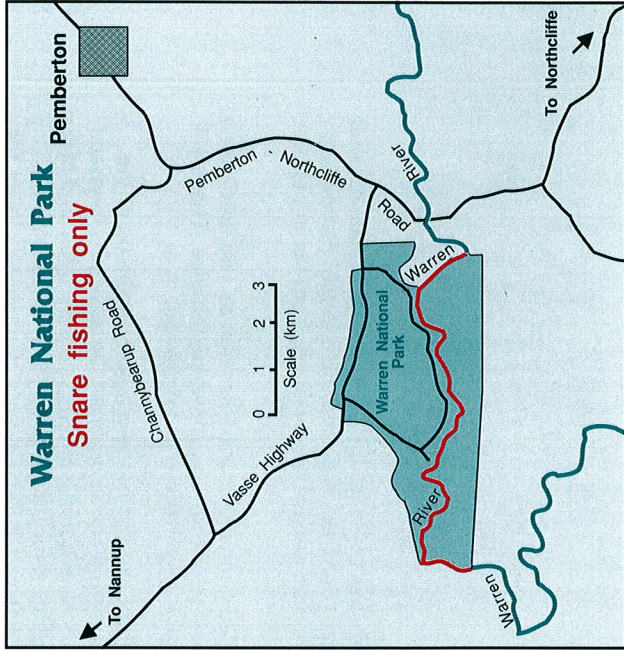 Warren National Park
Snare fishing only
Pemberton
To Nannup
Channybearup Road
Vasse Highway
Pemberton Northcliffe Road
0 1 2 3
Scale (km)
Warren National
Park
River
Warren
River
Warren
To Northcliffe